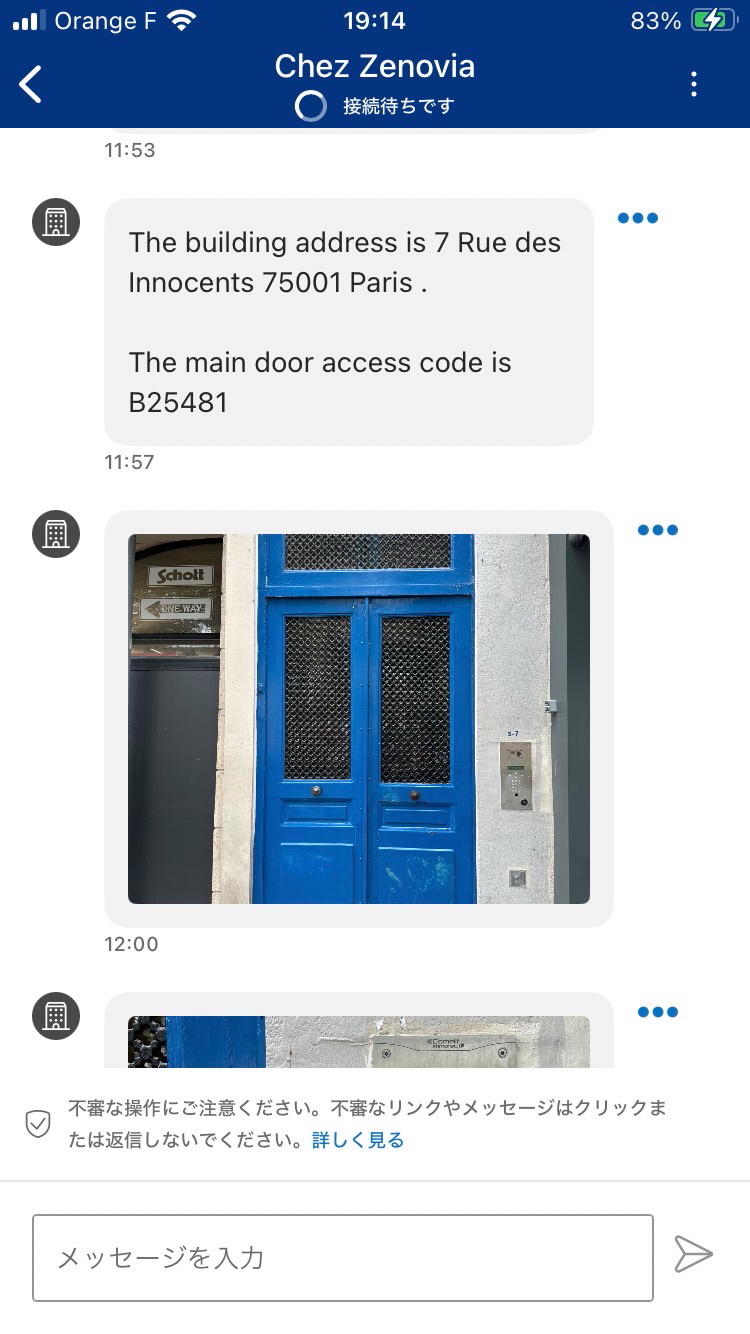 Orange F
19:14
83%
Chez Zenovia
接続待ちです
11:53
The building address is 7 Rue des
Innocents 75001 Paris .
The main door access code is
B25481
11:57
Schott
ONE WAY
5-7
12:00
Comelit
不審な操作にご注意ください。不審なリンクやメッセージはクリックま
たは返信しないでください。詳しく見る
メッセージを入力